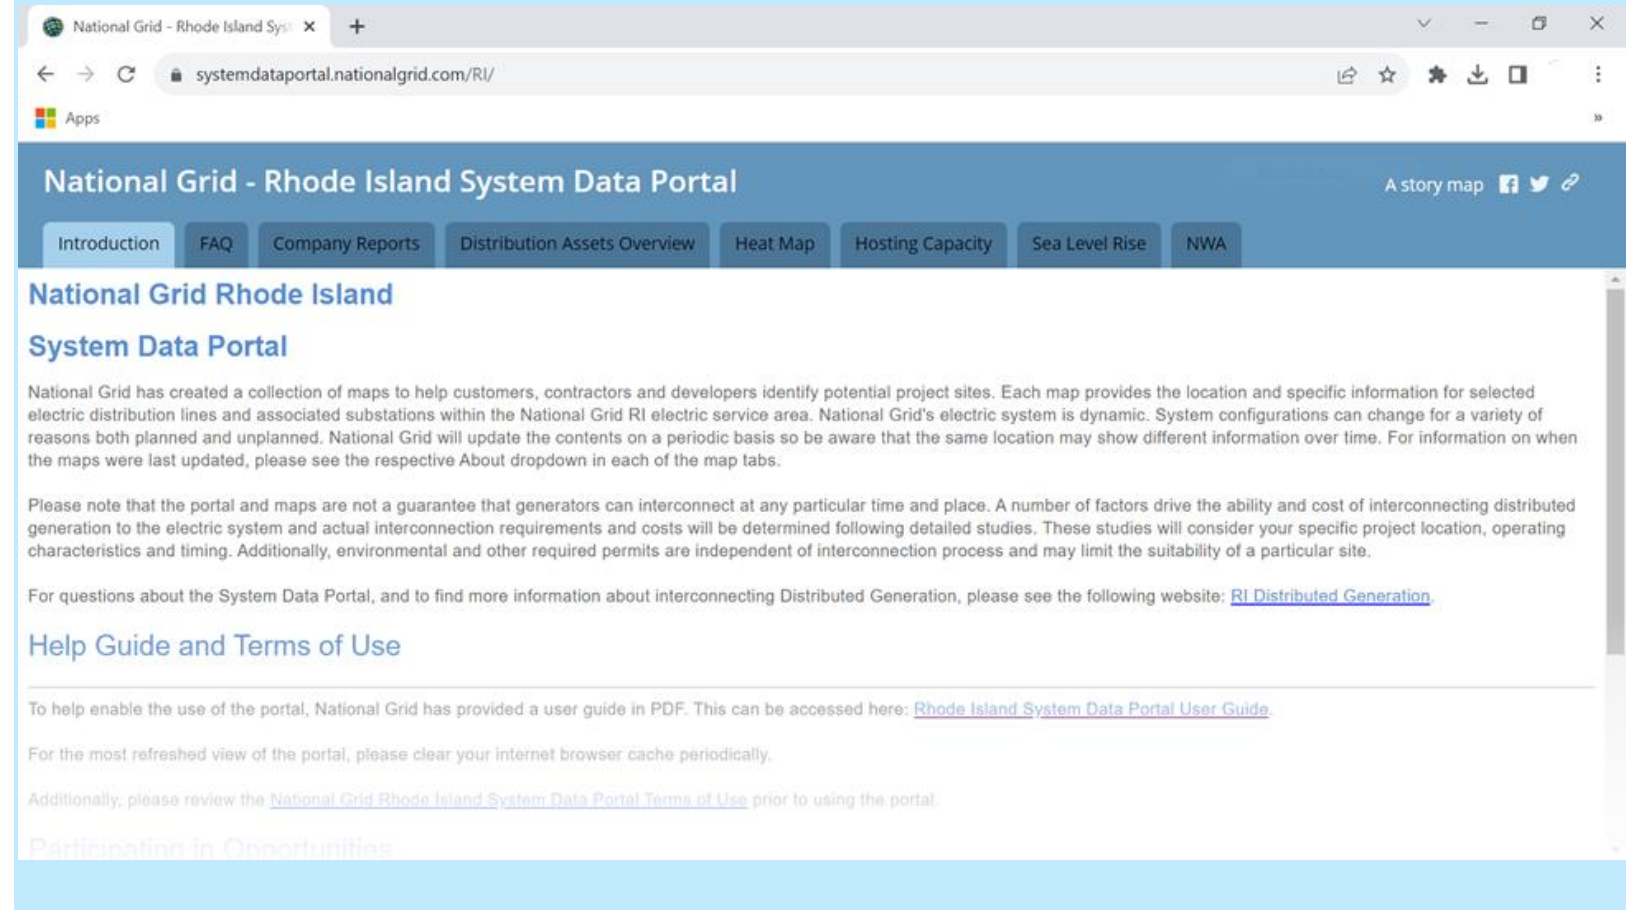 National Grid - Rhode Island Sys
systemdataportal.nationalgrid.com/RI/
Apps
»
National Grid - Rhode Island System Data Portal
A story map
Introduction
FAQ
Company Reports
Distribution Assets Overview
Heat Map
Hosting Capacity
Sea Level Rise
NWA
National Grid Rhode Island
System Data Portal
National Grid has created a collection of maps to help customers, contractors and developers identify potential project sites. Each map provides the location and specific information for selected
electric distribution lines and associated substations within the National Grid RI electric service area. National Grid's electric system is dynamic. System configurations can change for a variety of
reasons both planned and unplanned. National Grid will update the contents on a periodic basis so be aware that the same location may show different information over time. For information on when
the maps were last updated, please see the respective About dropdown in each of the map tabs.
Please note that the portal and maps are not a guarantee that generators can interconnect at any particular time and place. A number of factors drive the ability and cost of interconnecting distributed
generation to the electric system and actual interconnection requirements and costs will be determined following detailed studies. These studies will consider your specific project location, operating
characteristics and timing. Additionally, environmental and other required permits are independent of interconnection process and may limit the suitability of a particular site.
For questions about the System Data Portal, and to find more information about interconnecting Distributed Generation, please see the following website: RI Distributed Generation.
Help Guide and Terms of Use
To help enable the use of the portal, National Grid has provided a user guide in PDF. This can be accessed here: Rhode Island System Data Portal User Guide.
For the most refreshed view of the portal, please clear your internet browser cache periodically.
Additionally, please review the National Grid Rhode Island System Data Portal Terms of Use prior to using the portal.
Participating in Opportunities